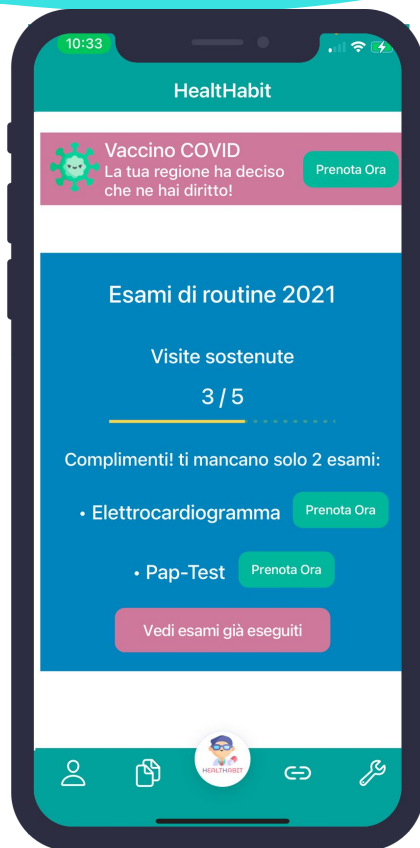 10:33
HealtHabit
Vaccino COVID
La tua regione ha deciso
che ne hai diritto!
Prenota Ora
Esami di routine 2021
Visite sostenute
3 / 5
Complimenti! ti mancano solo 2 esami:
• Elettrocardiogramma
Prenota Ora
• Pap-Test
Prenota Ora
Vedi esami già eseguiti
HEALTHABIT